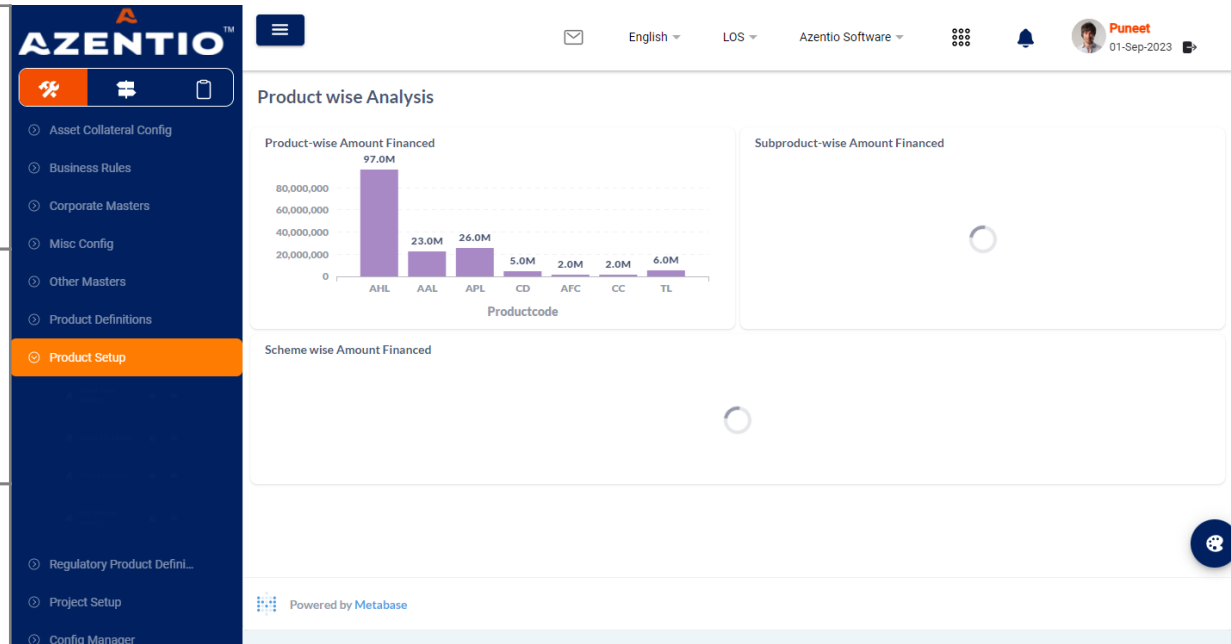 AZENTIO™
English
LOS
Azentio Software
Puneet
01-Sep-2023
Asset Collateral Config
Business Rules
Corporate Masters
Misc Config
Other Masters
Product Definitions
Product Setup
Regulatory Product Defini...
Project Setup
Config Manager
Product wise Analysis
Product-wise Amount Financed
97.0M
80,000,000
60,000,000
40,000,000
20,000,000
0
23.0M
26.0M
5.0M
2.0M
2.0M
6.0M
AHL AAL APL CD AFC CC TL
Productcode
Subproduct-wise Amount Financed
Scheme wise Amount Financed
Powered by Metabase